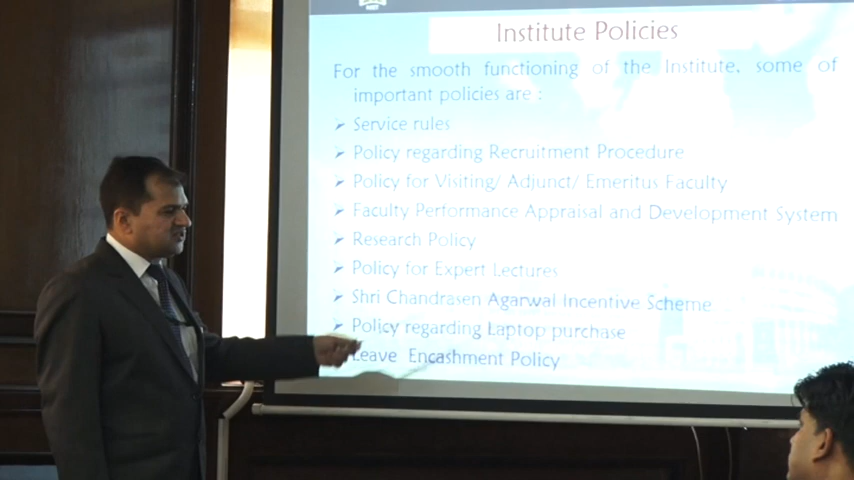 Institute Policies
For the smooth functioning of the Institute, some of
important policies are :
➢ Service rules
➢ Policy regarding Recruitment Procedure
➢ Policy for Visiting/ Adjunct/ Emeritus Faculty
➢ Faculty Performance Appraisal and Development System
➢ Research Policy
➢ Policy for Expert Lectures
➢ Shri Chandrasen Agarwal Incentive Scheme
➢ Policy regarding Laptop purchase
Leave Encashment Policy